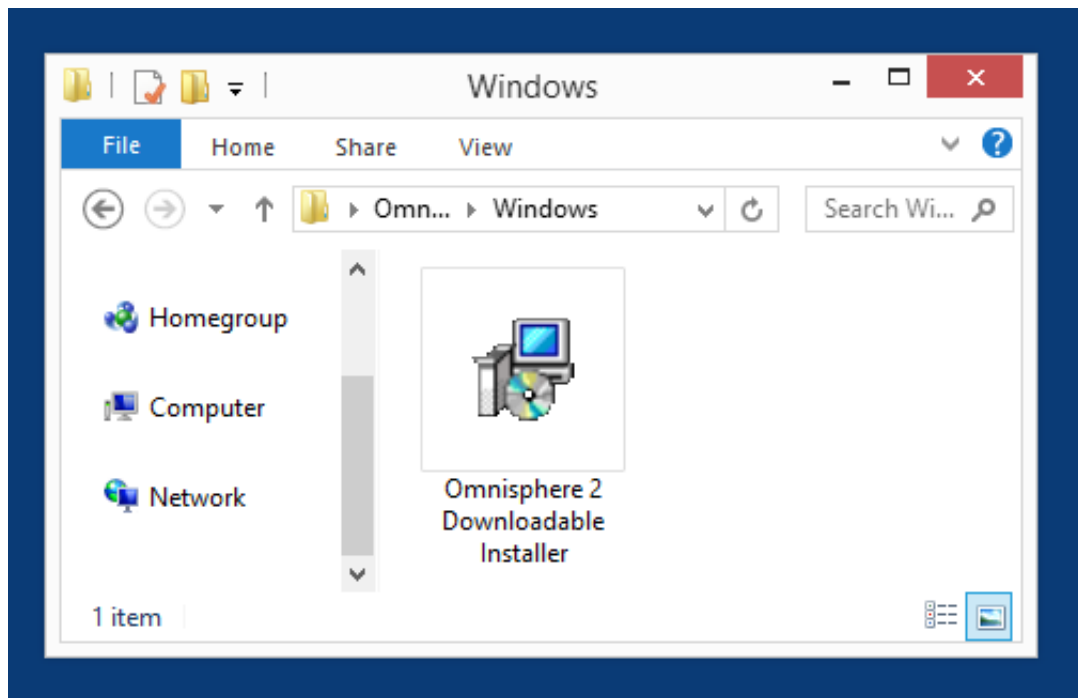 Windows
File Home Share View
Omn... Windows Search Wi...
Homegroup
Computer
Network
Omnisphere 2
Downloadable
Installer
1 item